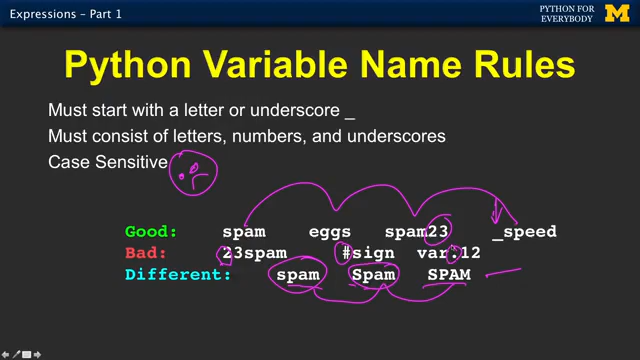 Expressions - Part 1
PYTHON FOR
EVERYBODY
M
Python Variable Name Rules
Must start with a letter or underscore _
Must consist of letters, numbers, and underscores
Case Sensitive
Good: spam eggs spam23 _speed
Bad: 23spam #sign var.12
Different: spam Spam SPAM